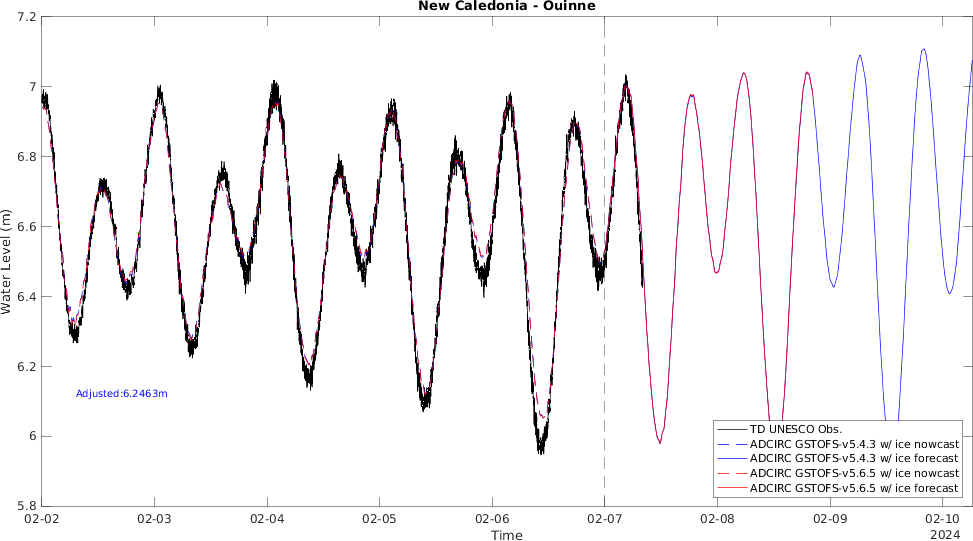 New Caledonia - Ouinne
7.2
7
6.8
6.6
6.4
6.2
6
5.8
Water Level (m)
Adjusted:6.2463m
TD UNESCO Obs.
ADCIRC GSTOFS-v5.4.3 w/ ice nowcast
ADCIRC GSTOFS-v5.4.3 w/ ice forecast
ADCIRC GSTOFS-v5.6.5 w/ ice nowcast
ADCIRC GSTOFS-v5.6.5 w/ ice forecast
02-02 02-03 02-04 02-05 02-06 02-07 02-08 02-09 02-10
Time
2024